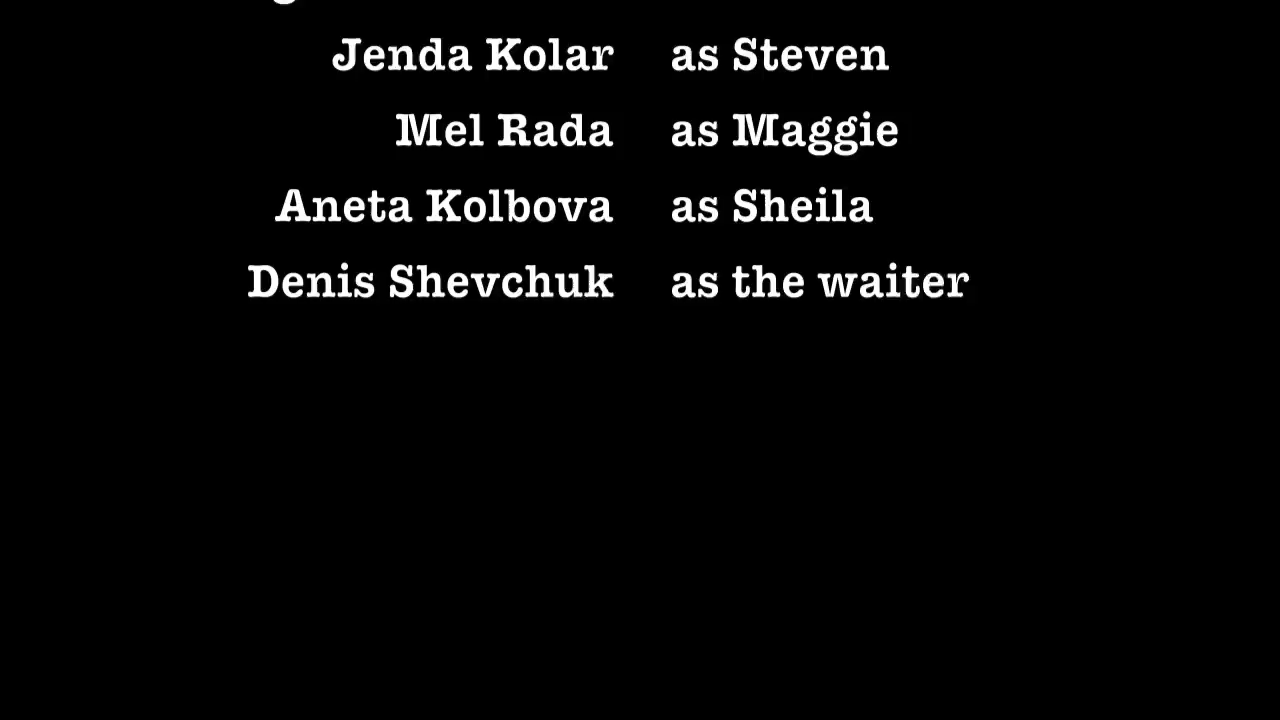 Jenda Kolar as Steven
Mel Rada as Maggie
Aneta Kolbova as Sheila
Denis Shevchuk as the waiter